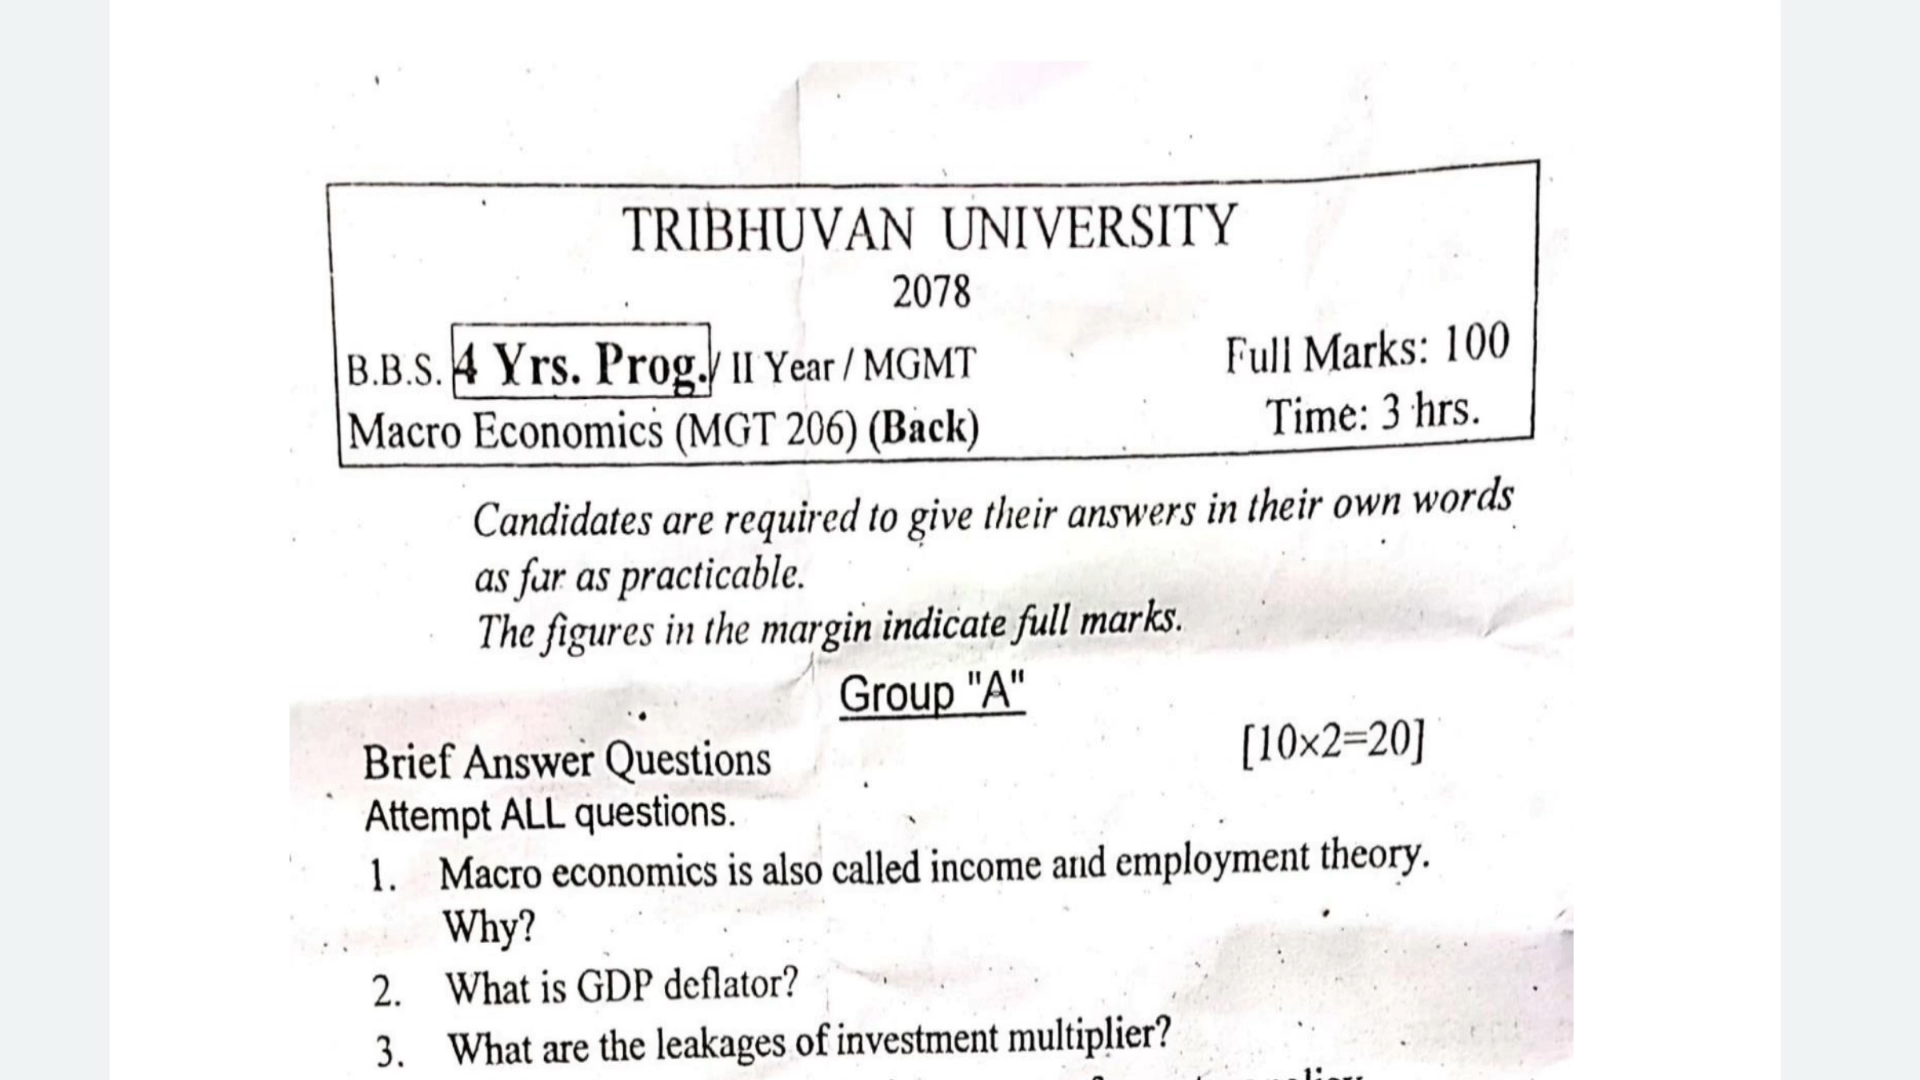 TRIBHUVAN UNIVERSITY
2078
B.B.S. 4 Yrs. Prog./ II Year / MGMT
Full Marks: 100
Macro Economics (MGT 206) (Back)
Time: 3 hrs.
Candidates are required to give their answers in their own words
as far as practicable.
The figures in the margin indicate full marks.
Group "A"
Brief Answer Questions
[10×2=20]
Attempt ALL questions.
1. Macro economics is also called income and employment theory.
Why?
2. What is GDP deflator?
3. What are the leakages of investment multiplier?